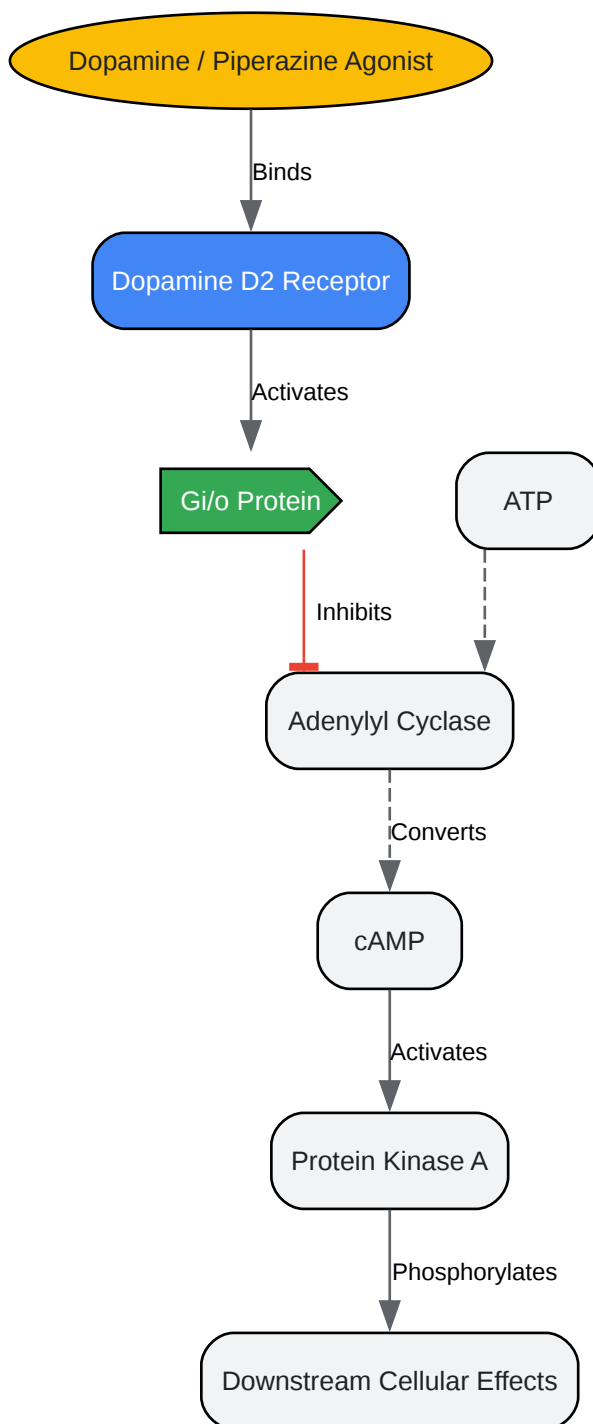 Dopamine / Piperazine Agonist
Binds
Dopamine D2 Receptor
Activates
Gi/o Protein
ATP
Inhibits
Adenylyl Cyclase
Converts
cAMP
Activates
Protein Kinase A
Phosphorylates
Downstream Cellular Effects